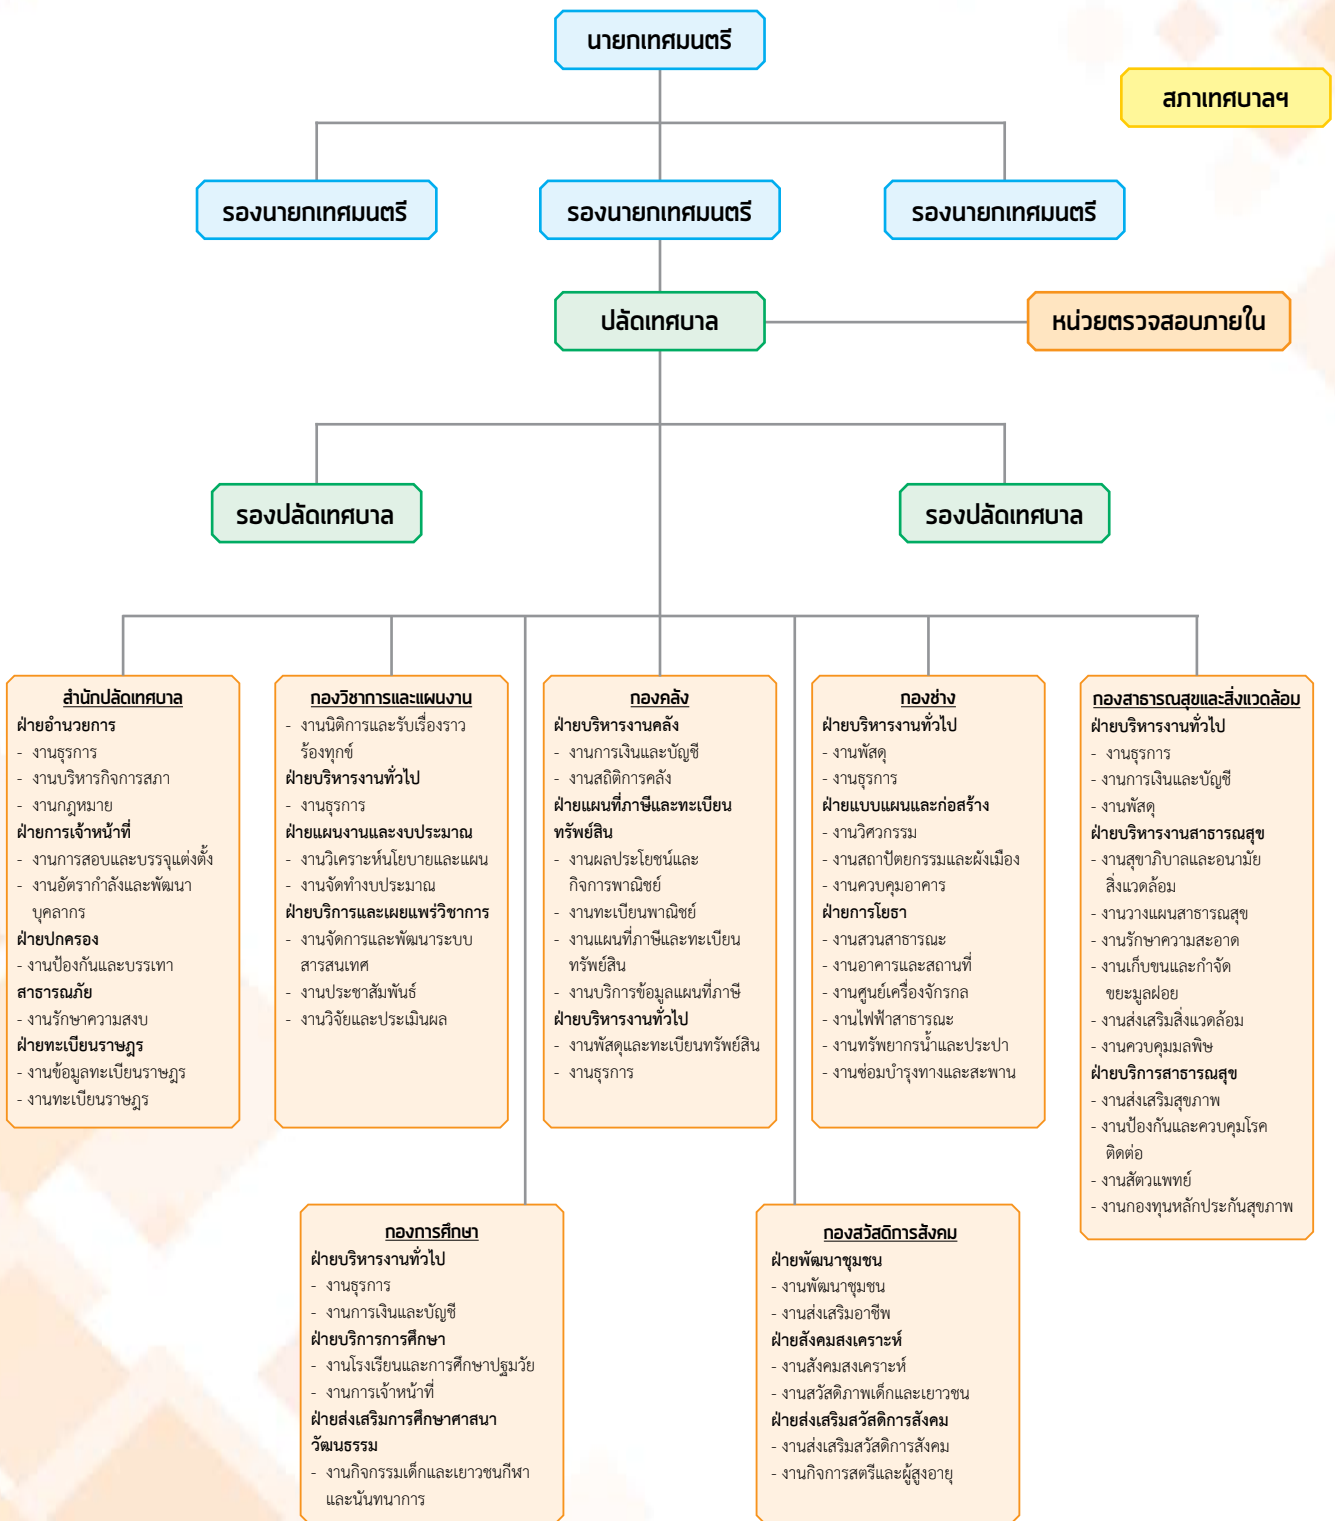 นายกเทศมนตรี
สภาเทศบาลฯ
รองนายกเทศมนตรี
รองนายกเทศมนตรี
รองนายกเทศมนตรี
ปลัดเทศบาล
หน่วยตรวจสอบภายใน
รองปลัดเทศบาล
รองปลัดเทศบาล
สำนักปลัดเทศบาล
ฝ่ายอำนวยการ
- งานธุรการ
- งานบริหารกิจการสภา
- งานกฎหมาย
ฝ่ายการเจ้าหน้าที่
- งานการสอบและบรรจุแต่งตั้ง
- งานอัตรากำลังและพัฒนา
บุคลากร
ฝ่ายปกครอง
- งานป้องกันและบรรเทา
สาธารณภัย
- งานรักษาความสงบ
ฝ่ายทะเบียนราษฎร
- งานข้อมูลทะเบียนราษฎร
- งานทะเบียนราษฎร
กองวิชาการและแผนงาน
- งานนิติการและรับเรื่องราว
ร้องทุกข์
ฝ่ายบริหารงานทั่วไป
- งานธุรการ
ฝ่ายแผนงานและงบประมาณ
- งานวิเคราะห์นโยบายและแผน
- งานจัดทำงบประมาณ
ฝ่ายบริการและเผยแพร่วิชาการ
- งานจัดการและพัฒนาระบบ
สารสนเทศ
- งานประชาสัมพันธ์
- งานวิจัยและประเมินผล
กองคลัง
ฝ่ายบริหารงานคลัง
- งานการเงินและบัญชี
- งานสถิติการคลัง
ฝ่ายแผนที่ภาษีและทะเบียน
ทรัพย์สิน
- งานผลประโยชน์และ
กิจการพาณิชย์
- งานทะเบียนพาณิชย์
- งานแผนที่ภาษีและทะเบียน
ทรัพย์สิน
- งานบริการข้อมูลแผนที่ภาษี
ฝ่ายบริหารงานทั่วไป
- งานพัสดุและทะเบียนทรัพย์สิน
- งานธุรการ
กองช่าง
ฝ่ายบริหารงานทั่วไป
- งานพัสดุ
- งานธุรการ
ฝ่ายแบบแผนและก่อสร้าง
- งานวิศวกรรม
- งานสถาปัตยกรรมและผังเมือง
- งานควบคุมอาคาร
ฝ่ายการโยธา
- งานสวนสาธารณะ
- งานอาคารและสถานที่
- งานศูนย์เครื่องจักรกล
- งานไฟฟ้าสาธารณะ
- งานทรัพยากรน้ำและประปา
- งานซ่อมบำรุงทางและสะพาน
กองสาธารณสุขและสิ่งแวดล้อม
ฝ่ายบริหารงานทั่วไป
- งานธุรการ
- งานการเงินและบัญชี
- งานพัสดุ
ฝ่ายบริหารงานสาธารณสุข
- งานสุขาภิบาลและอนามัย
สิ่งแวดล้อม
- งานวางแผนสาธารณสุข
- งานรักษาความสะอาด
- งานเก็บขนและกำจัด
ขยะมูลฝอย
- งานส่งเสริมสิ่งแวดล้อม
- งานควบคุมมลพิษ
ฝ่ายบริการสาธารณสุข
- งานส่งเสริมสุขภาพ
- งานป้องกันและควบคุมโรค
ติดต่อ
- งานสัตวแพทย์
- งานกองทุนหลักประกันสุขภาพ
กองการศึกษา
ฝ่ายบริหารงานทั่วไป
- งานธุรการ
- งานการเงินและบัญชี
ฝ่ายบริการการศึกษา
- งานโรงเรียนและการศึกษาปฐมวัย
- งานการเจ้าหน้าที่
ฝ่ายส่งเสริมการศึกษาศาสนา
วัฒนธรรม
- งานกิจกรรมเด็กและเยาวชนกีฬา
และนันทนาการ
กองสวัสดิการสังคม
ฝ่ายพัฒนาชุมชน
- งานพัฒนาชุมชน
- งานส่งเสริมอาชีพ
ฝ่ายสังคมสงเคราะห์
- งานสังคมสงเคราะห์
- งานสวัสดิภาพเด็กและเยาวชน
ฝ่ายส่งเสริมสวัสดิการสังคม
- งานส่งเสริมสวัสดิการสังคม
- งานกิจการสตรีและผู้สูงอายุ